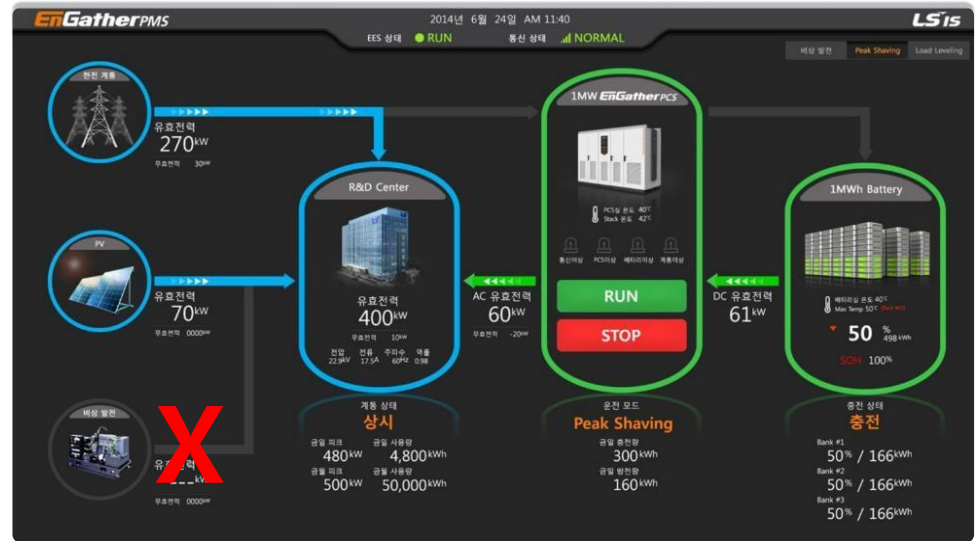 EnGather PMS
2014년 6월 24일 AM 11:40
LSis
EES 상태 RUN 통신 상태 NORMAL
비상 발전 Peak Shaving Load Leveling
한전 계통
유효전력
270kW
무효전력 30kW
PV
유효전력
70kW
무효전력 0000kW
비상 발전
X
유효전력
---kW
무효전력 0000kW
R&D Center
유효전력
400kW
무효전력 10kW
전압 전류 주파수 역률
22.9kV 17.5A 60Hz 0.98
계통 상태
상시
금일 피크 금일 사용량
480kW 4,800kWh
금월 피크 금월 사용량
500kW 50,000kWh
AC 유효전력
60kW
무효전력 -20kW
1MW EnGather PCS
PCS실 온도 40℃
Stack 온도 42℃
통신이상 PCS이상 배터리이상 계통이상
RUN
STOP
운전 모드
Peak Shaving
금일 충전량
300kWh
금일 방전량
160kWh
DC 유효전력
61kW
1MWh Battery
배터리실 온도 40℃
Max Temp 50℃
50 %
498 kWh
SOH 100%
충전 상태
충전
Bank #1
50% / 166kWh
Bank #2
50% / 166kWh
Bank #3
50% / 166kWh